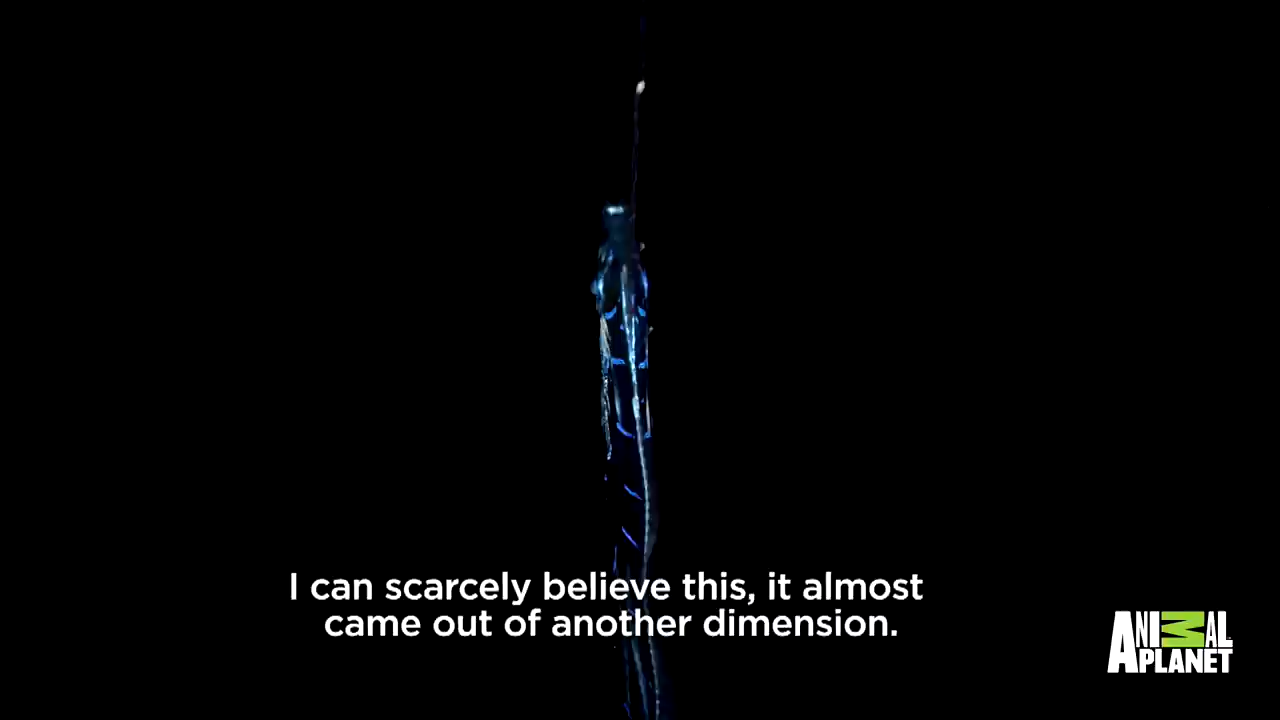 I can scarcely believe this, it almost
came out of another dimension.
ANIMAL
PLANET